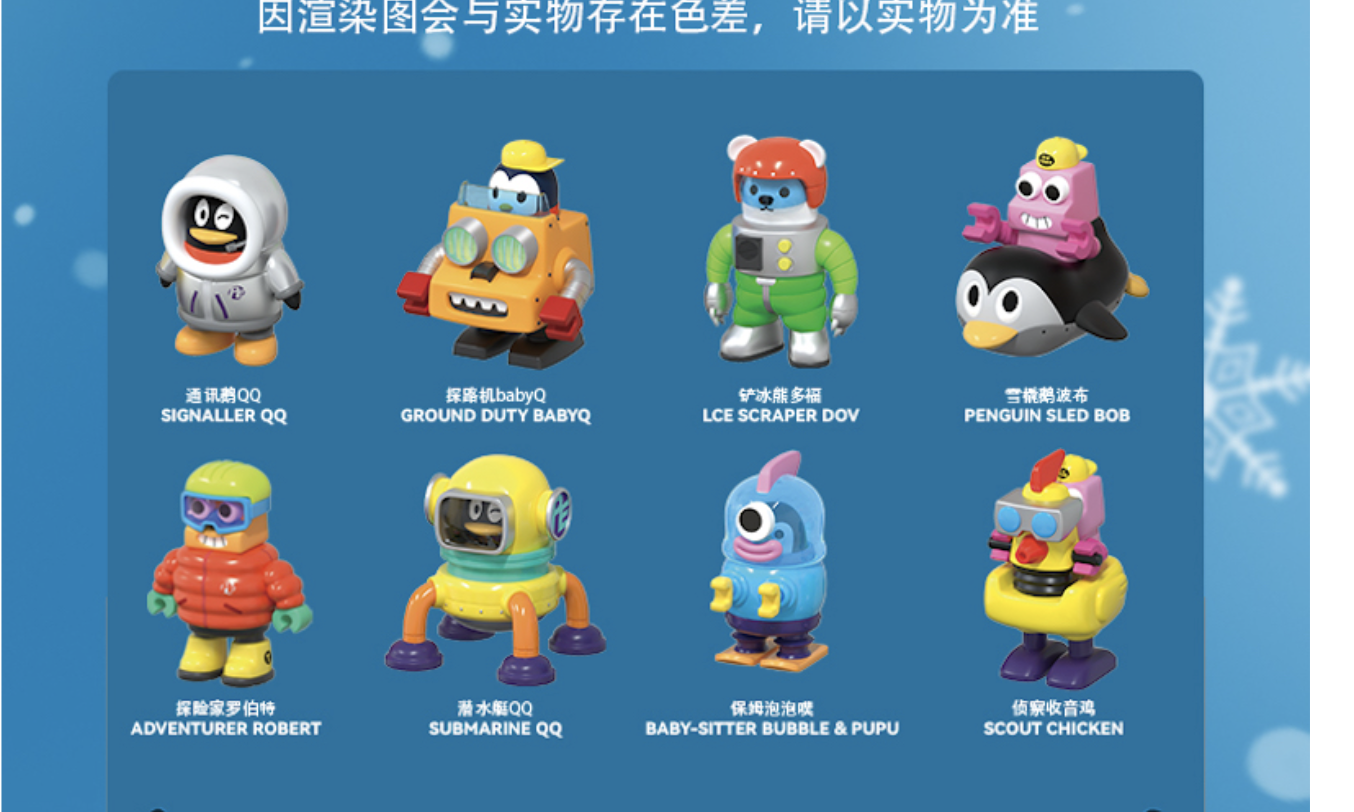 因渲染图会与实物存在色差，请以实物为准
通讯鹅QQ
SIGNALLER QQ
探路机babyQ
GROUND DUTY BABYQ
铲冰熊多福
LCE SCRAPER DOV
雪橇鹅波布
PENGUIN SLED BOB
探险家罗伯特
ADVENTURER ROBERT
潜水艇QQ
SUBMARINE QQ
保姆泡泡噗
BABY-SITTER BUBBLE & PUPU
侦察收音鸡
SCOUT CHICKEN